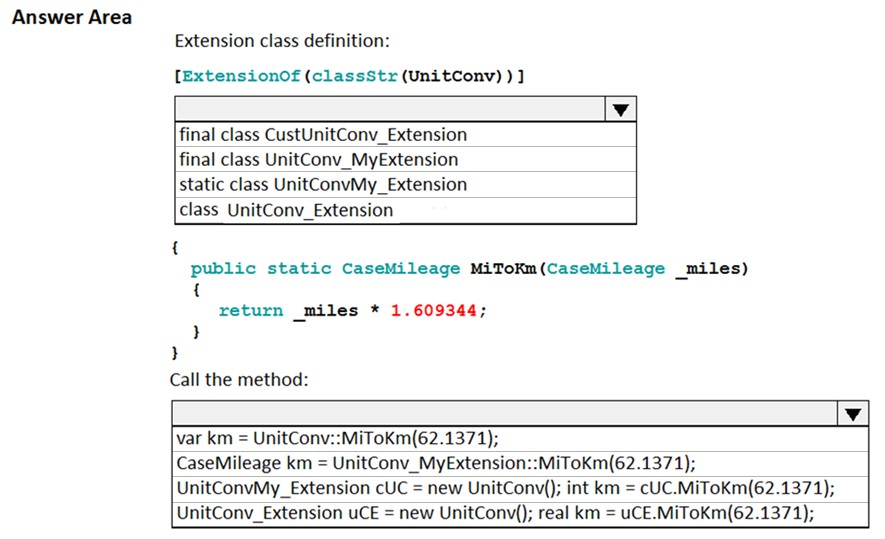 Answer Area
Extension class definition:
[ExtensionOf(classStr(UnitConv))]
final class CustUnitConv_Extension
final class UnitConv_MyExtension
static class UnitConvMy_Extension
class UnitConv_Extension
{
public static CaseMileage MiToKm(CaseMileage _miles)
{
return _miles * 1.609344;
}
}
Call the method:
var km = UnitConv::MiToKm(62.1371);
CaseMileage km = UnitConv_MyExtension::MiToKm(62.1371);
UnitConvMy_Extension cUC = new UnitConv(); int km = cUC.MiToKm(62.1371);
UnitConv_Extension uCE = new UnitConv(); real km = uCE.MiToKm(62.1371);